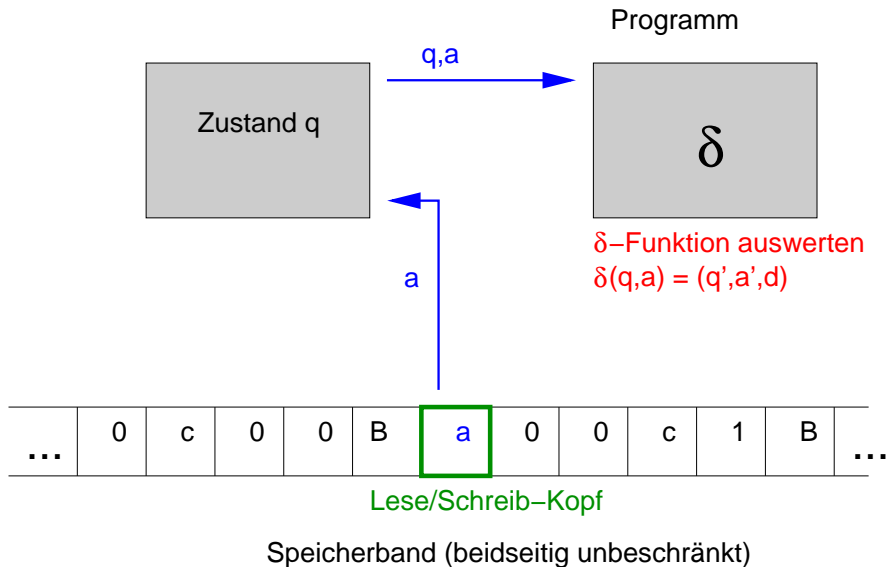 Programm
q,a
Zustand q
δ
δ−Funktion auswerten
δ(q,a) = (q’,a’,d)
a
... 0 c 0 0 B a 0 0 c 1 B ...
Lese/Schreib−Kopf
Speicherband (beidseitig unbeschränkt)